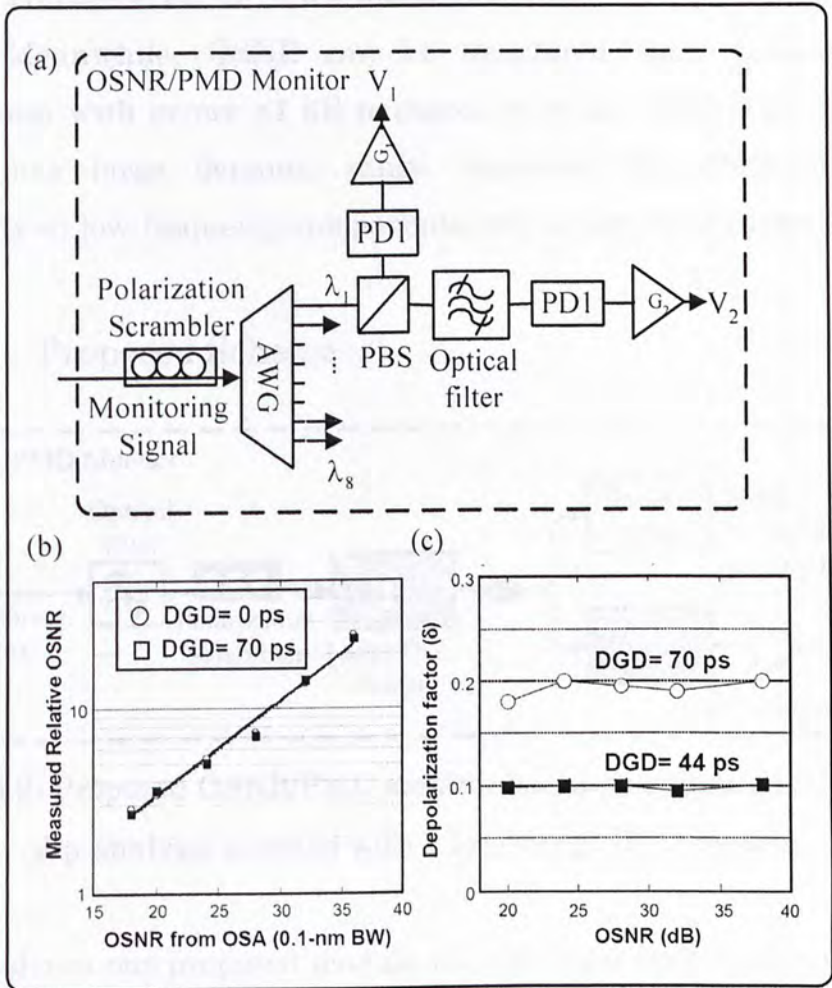 (a)
OSNR/PMD Monitor V1
G1
PD1
Polarization
Scrambler
λ1
PBS
Optical
filter
PD1
G2
V2
AWG
Monitoring
Signal
λ8
(b)
(c)
DGD= 0 ps
DGD= 70 ps
Measured Relative OSNR
10
1
15 20 25 30 35 40
OSNR from OSA (0.1-nm BW)
0.3
DGD= 70 ps
0.2
DGD= 44 ps
0.1
0
Depolarization factor (δ)
20 25 30 35 40
OSNR (dB)